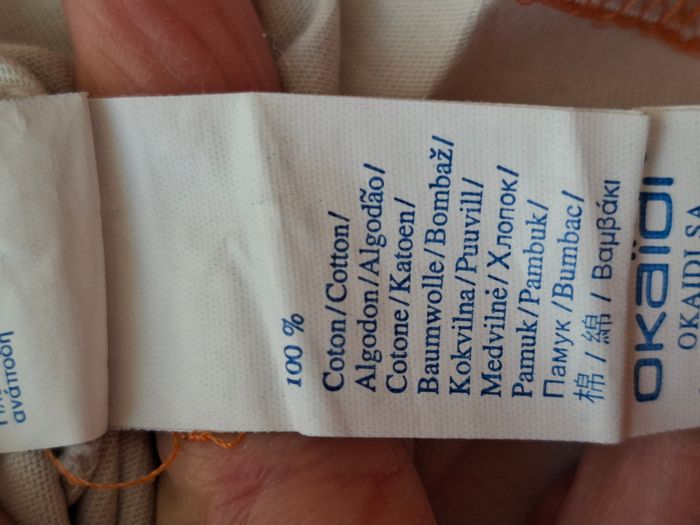 ανάποδη
100 %
Coton/Cotton/
Algodon/Algodão/
Cotone/Katoen/
Baumwolle/Bombaž/
Kokvilna/Puuvill/
Medvilnė/Хлопок/
Pamuk/Pambuk/
Памук /Bumbac/
棉 / 綿 / Βαμβάκι
okaïdi
OKAIDI SA